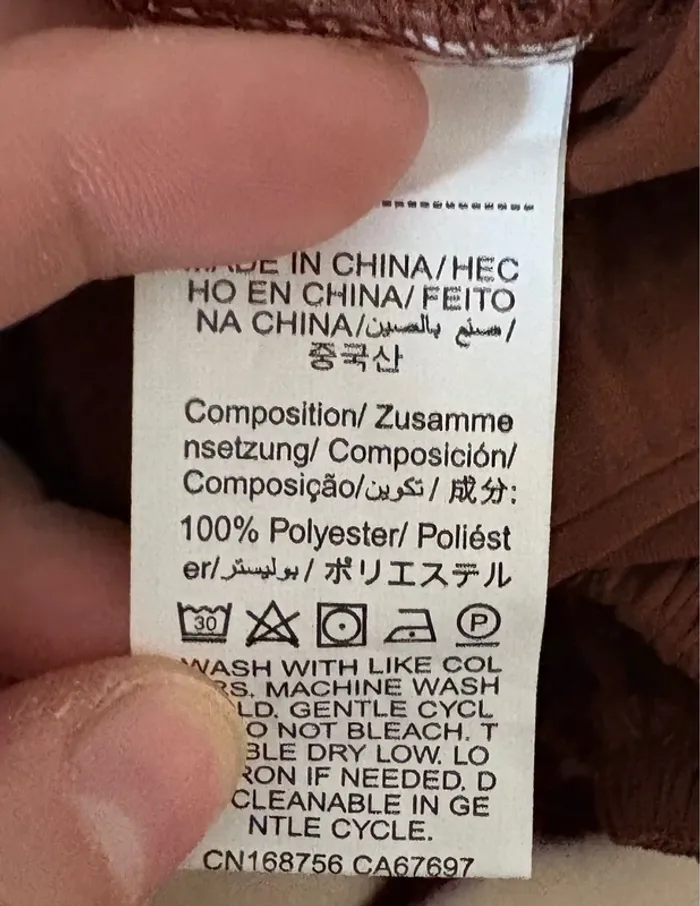 IN CHINA/HEC
HO EN CHINA/ FEITO
NA CHINA/صنع بالصين/
중국산
Composition/ Zusamme
nsetzung/ Composición/
Composição/تكوين/ 成分:
100% Polyester/ Poliést
er/بوليستر/ ポリエステル
30 P
WASH WITH LIKE COL
RS. MACHINE WASH
LD. GENTLE CYCL
O NOT BLEACH. T
BLE DRY LOW. LO
RON IF NEEDED. D
CLEANABLE IN GE
NTLE CYCLE.
CN168756 CA67697